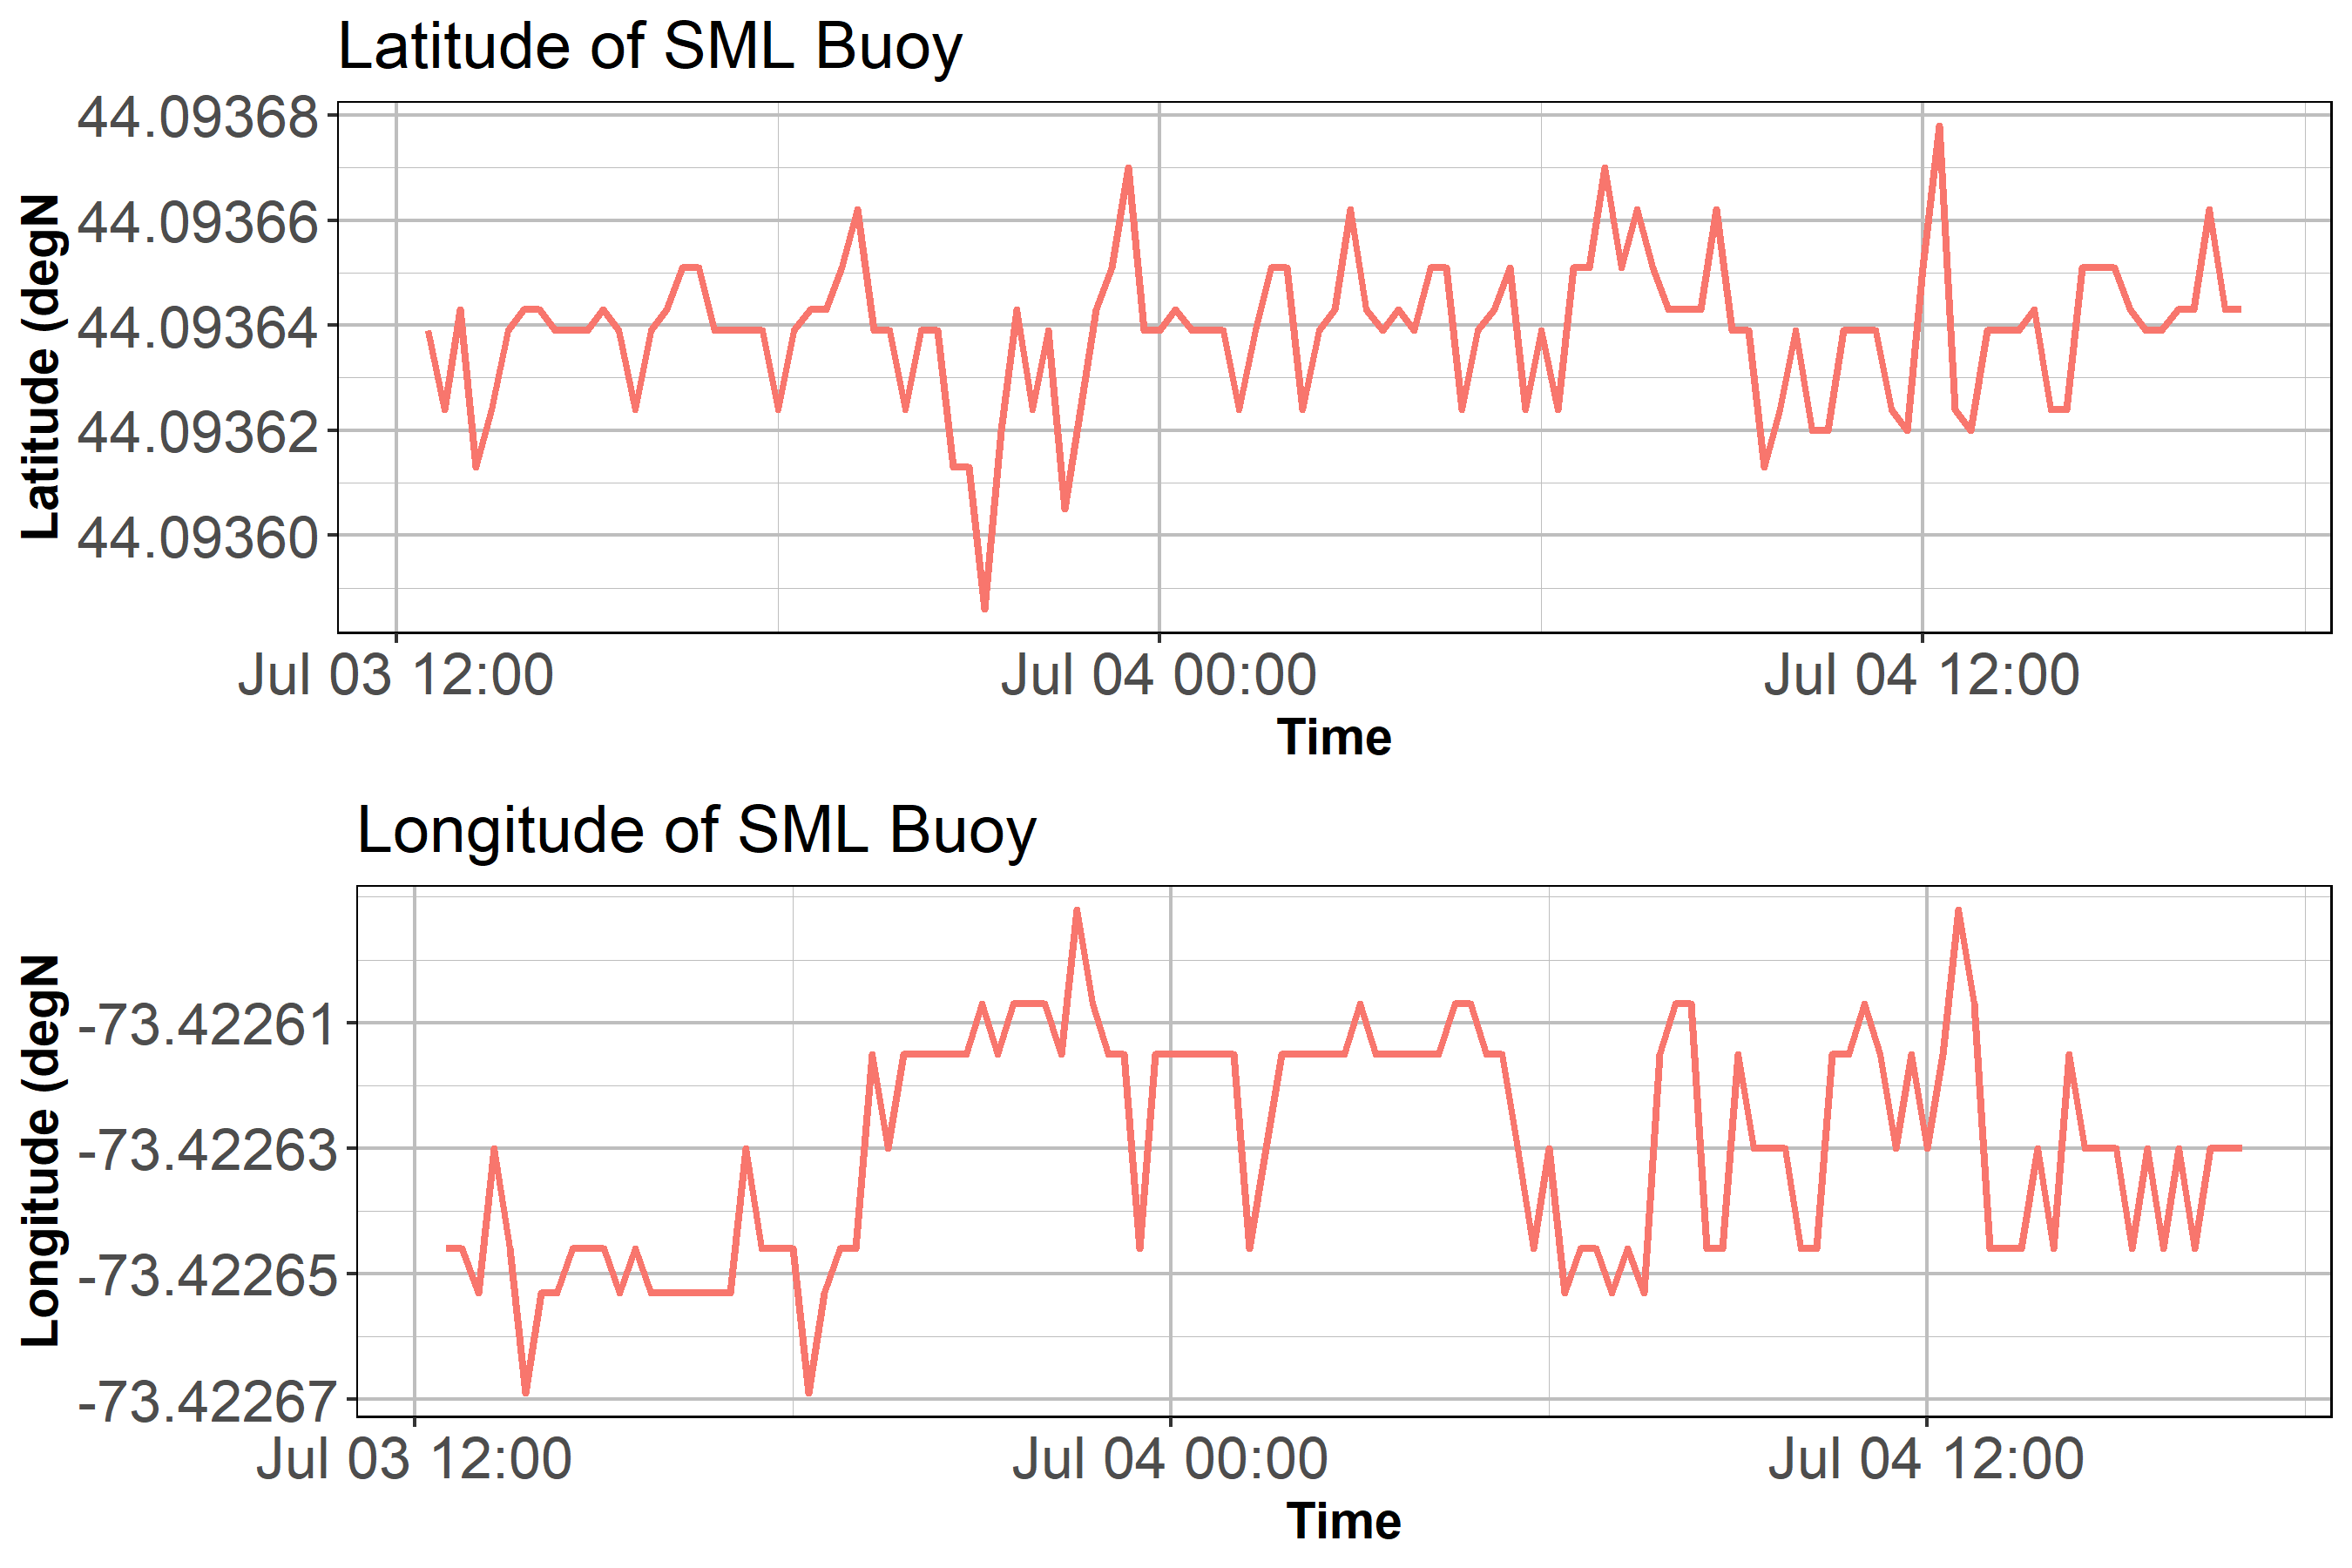 Latitude of SML Buoy
44.09368
44.09366
44.09364
44.09362
44.09360
Latitude (degN
Jul 03 12:00 Jul 04 00:00 Jul 04 12:00
Time
Longitude of SML Buoy
-73.42261
-73.42263
-73.42265
-73.42267
Longitude (degN
Jul 03 12:00 Jul 04 00:00 Jul 04 12:00
Time